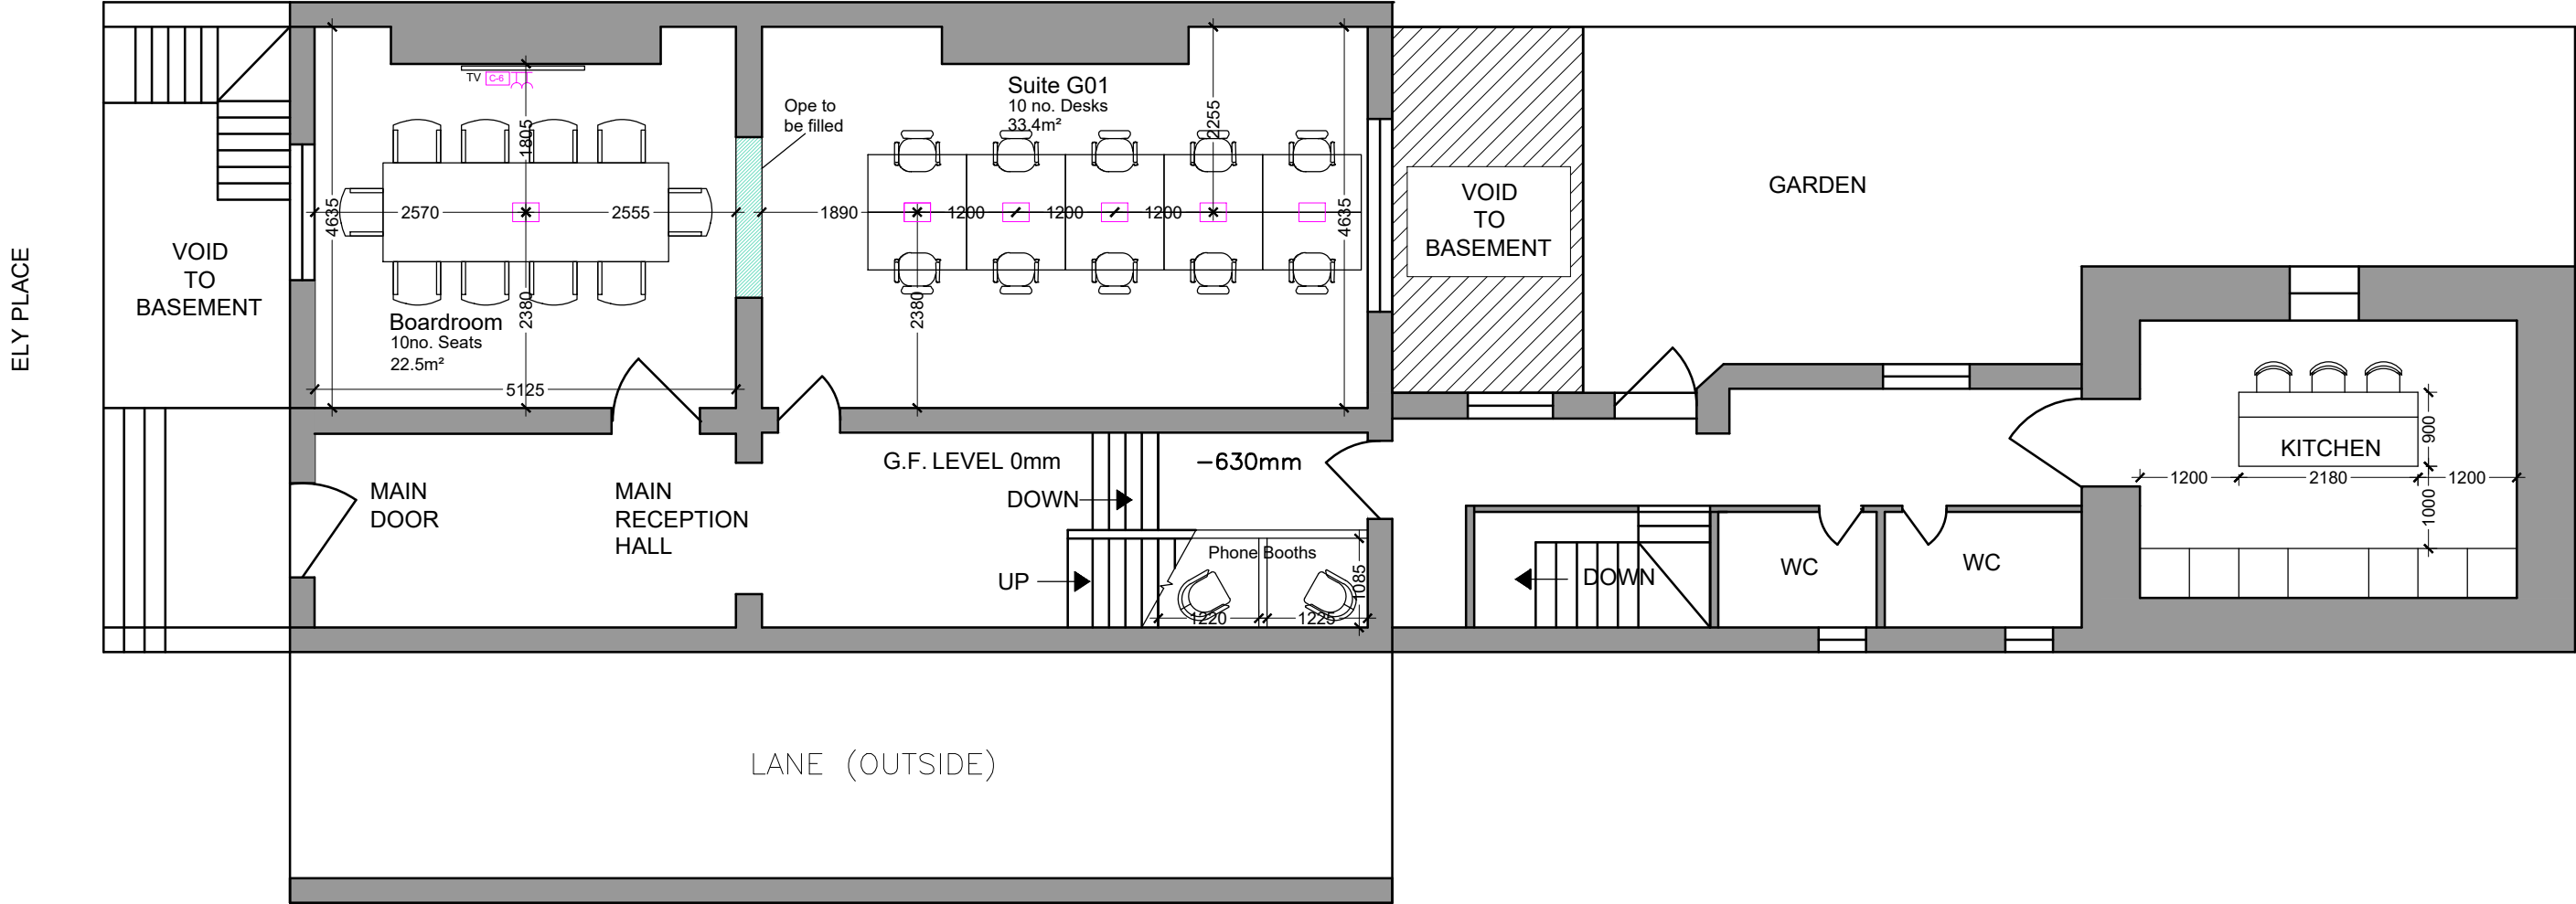 ELY PLACE
VOID
TO
BASEMENT
TV
C-6
1805
4635
2570
2555
2380
Boardroom
10no. Seats
22.5m²
5125
Ope to
be filled
Suite G01
10 no. Desks
33.4m²
2255
1890
1200
1200
1200
4635
2380
VOID
TO
BASEMENT
GARDEN
MAIN
DOOR
MAIN
RECEPTION
HALL
G.F. LEVEL 0mm
-630mm
DOWN
UP
Phone Booths
1085
1220
1225
DOWN
WC
WC
KITCHEN
900
1200
2180
1200
1000
LANE (OUTSIDE)